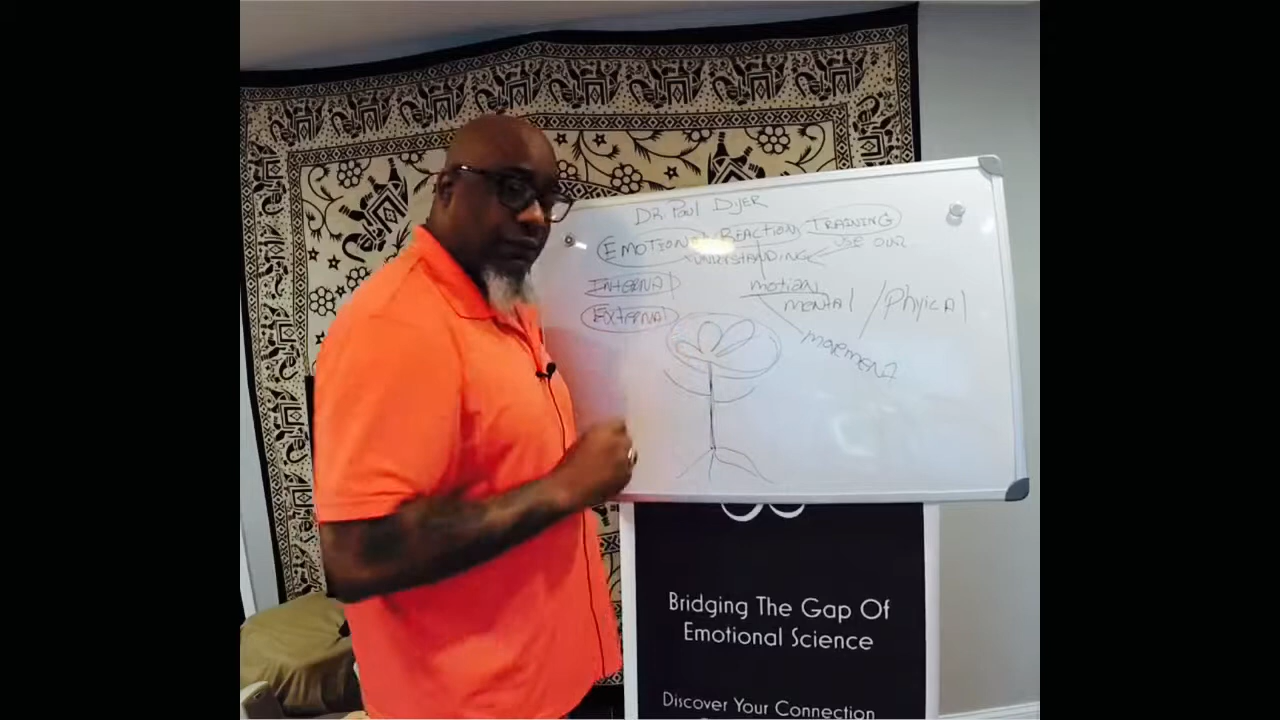 DR. Paul Dyer
EMOTION REACTION TRAINING
UNDERSTANDING USE OUR
INTERNAL motion
EXTERNAL MENTAL / Phyical
movement
Bridging The Gap Of
Emotional Science
Discover Your Connection